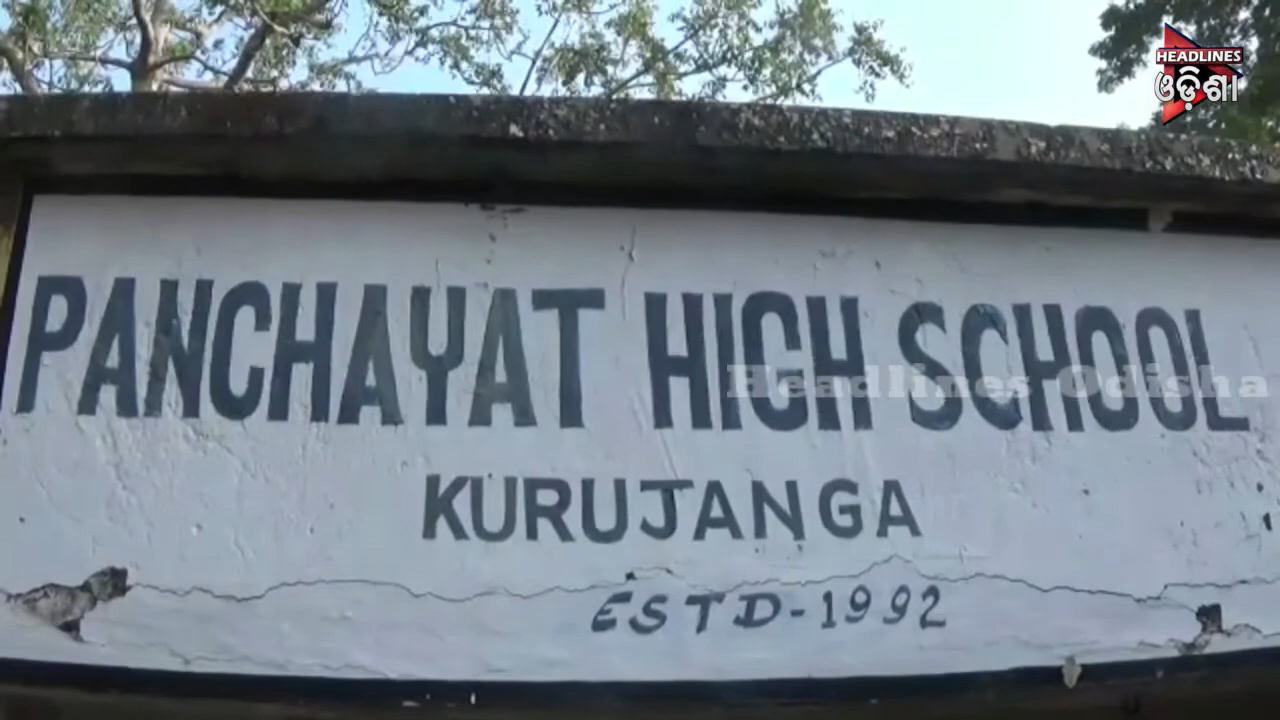 HEADLINES
ଓଡ଼ିଶା
PANCHAYAT HIGH SCHOOL
Headlines Odisha
KURUJANGA
ESTD-1992